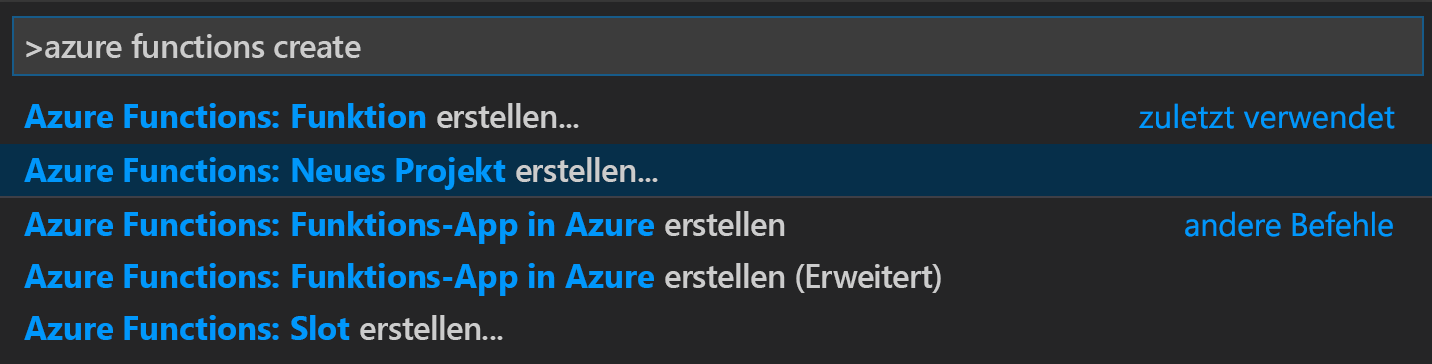 >azure functions create
Azure Functions: Funktion erstellen... zuletzt verwendet
Azure Functions: Neues Projekt erstellen...
Azure Functions: Funktions-App in Azure erstellen andere Befehle
Azure Functions: Funktions-App in Azure erstellen (Erweitert)
Azure Functions: Slot erstellen...